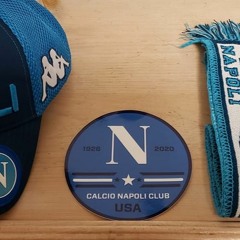 N
1926 2020
CALCIO NAPOLI CLUB
USA
N
NAPOLI